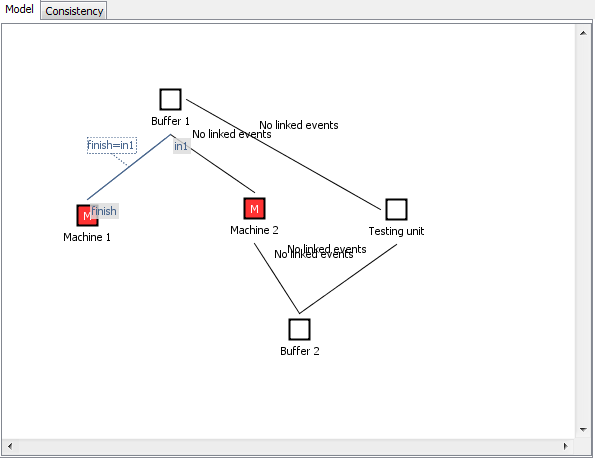 Model
Consistency
Buffer 1
No linked events
No linked events
finish=in1
in1
M
finish
Machine 1
M
Machine 2
Testing unit
No linked events
No linked events
Buffer 2